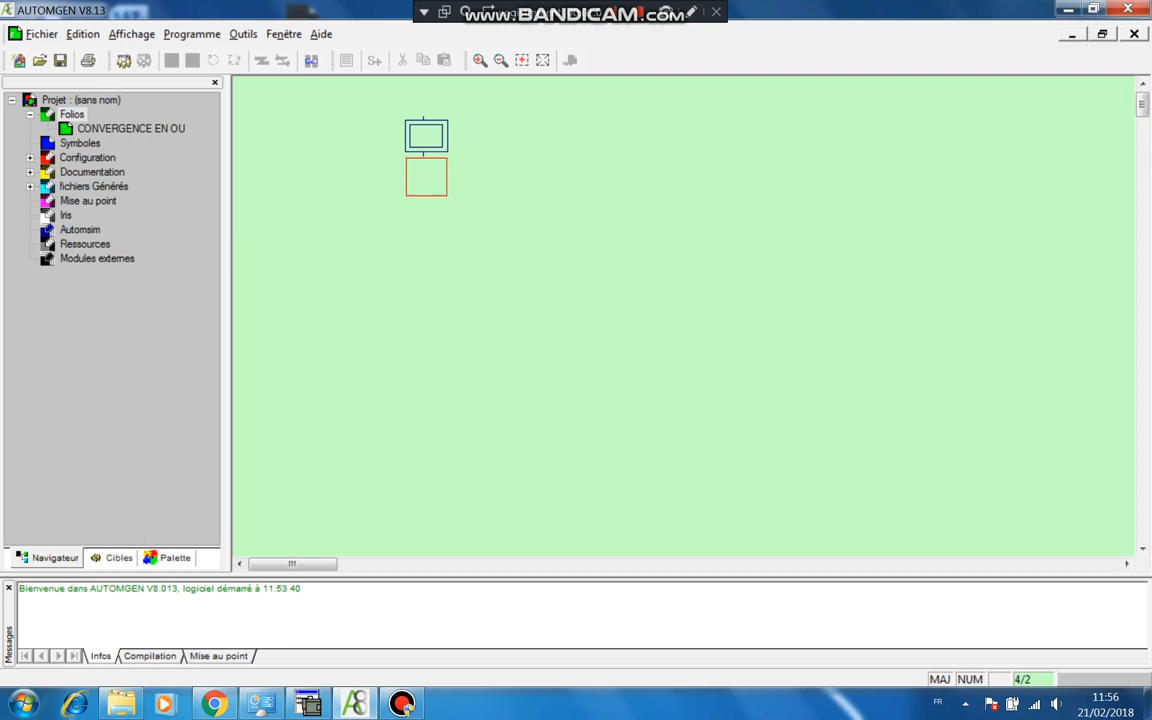 AUTOMGEN V8.13
www.BANDICAM.com
Fichier Edition Affichage Programme Outils Fenêtre Aide
S+
Projet : (sans nom)
Folios
CONVERGENCE EN OU
Symboles
Configuration
Documentation
fichiers Générés
Mise au point
Iris
Automsim
Ressources
Modules externes
Navigateur Cibles Palette
Bienvenue dans AUTOMGEN V8.013, logiciel démarré à 11:53 40
Messages
Infos Compilation Mise au point
MAJ NUM 4/2
FR 11:56
21/02/2018